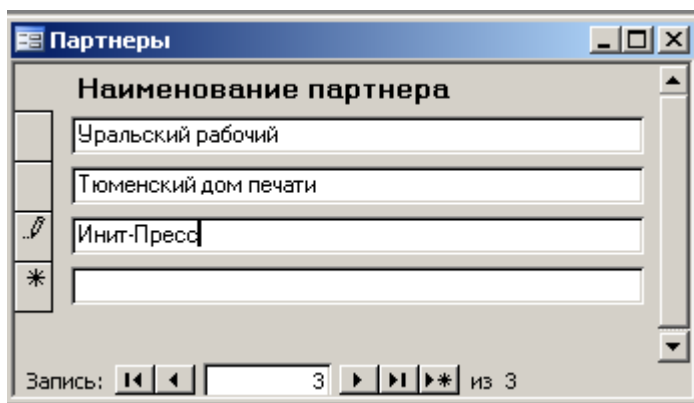 Партнеры
Наименование партнера
Уральский рабочий
Тюменский дом печати
Инит-Пресс
Запись: 3 из 3